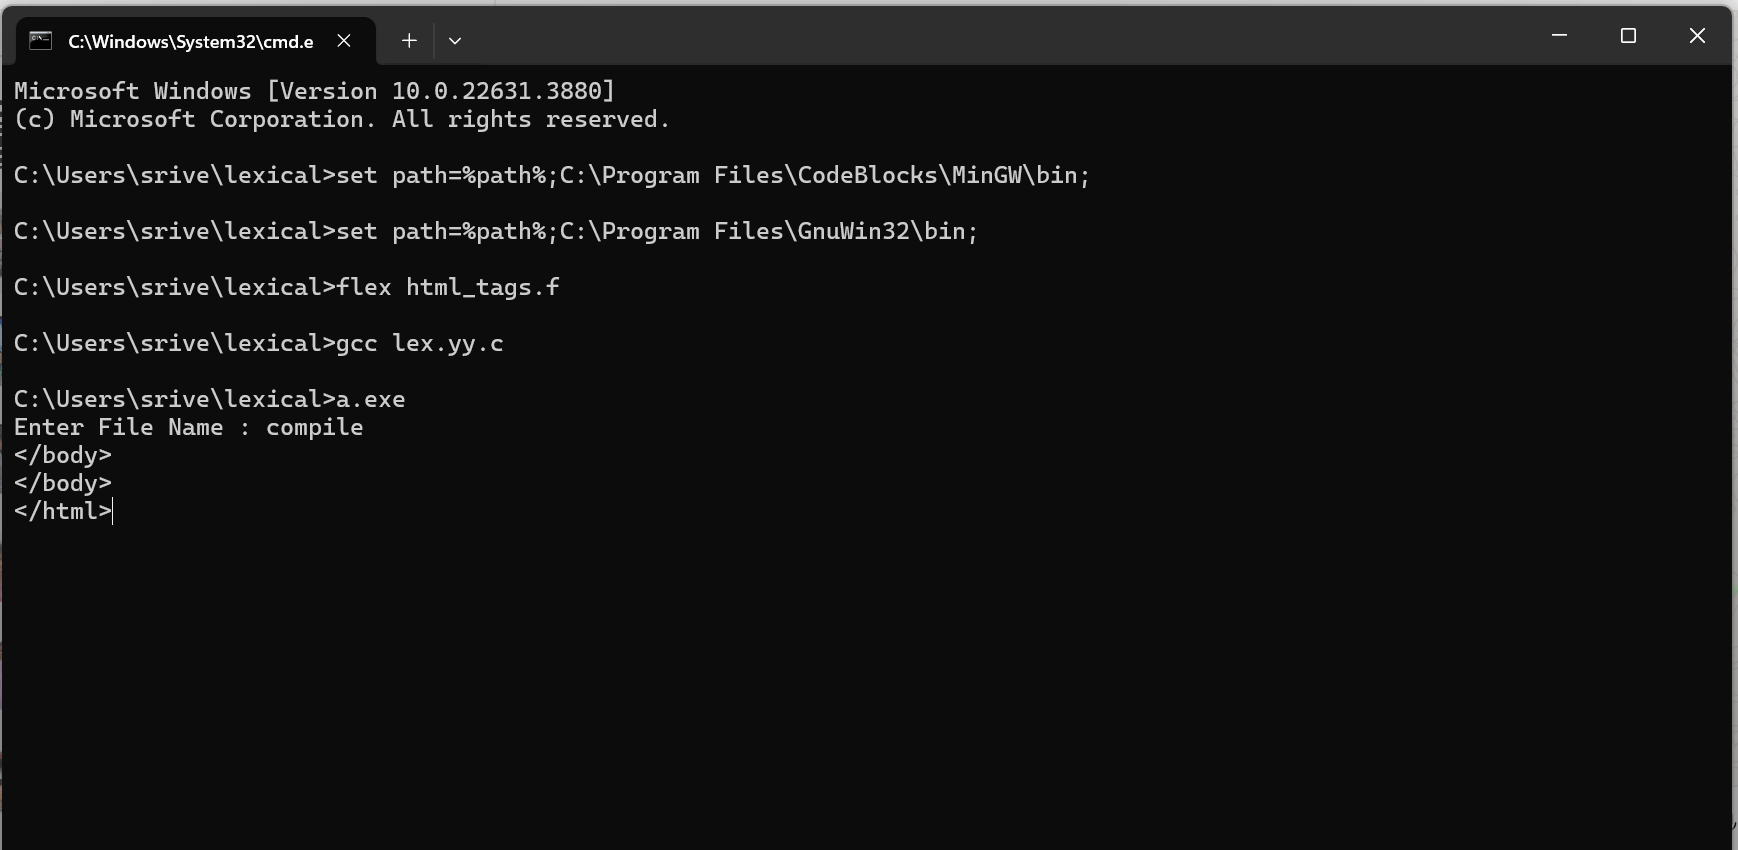 C:\Windows\System32\cmd.e
Microsoft Windows [Version 10.0.22631.3880]
(c) Microsoft Corporation. All rights reserved.
C:\Users\srive\lexical>set path=%path%;C:\Program Files\CodeBlocks\MinGW\bin;
C:\Users\srive\lexical>set path=%path%;C:\Program Files\GnuWin32\bin;
C:\Users\srive\lexical>flex html_tags.f
C:\Users\srive\lexical>gcc lex.yy.c
C:\Users\srive\lexical>a.exe
Enter File Name : compile
</body>
</body>
</html>